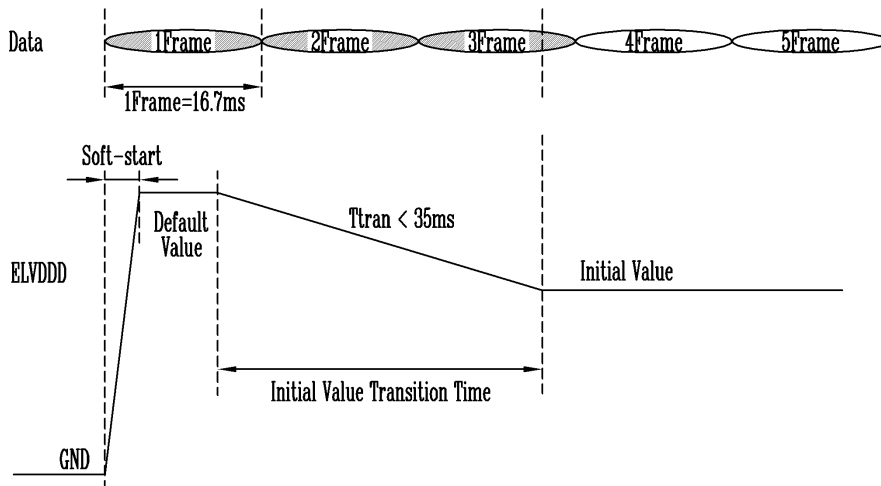 Data
1Frame
2Frame
3Frame
4Frame
5Frame
1Frame=16.7ms
Soft-start
Default
Value
Ttran < 35ms
ELVDDD
Initial Value
Initial Value Transition Time
GND